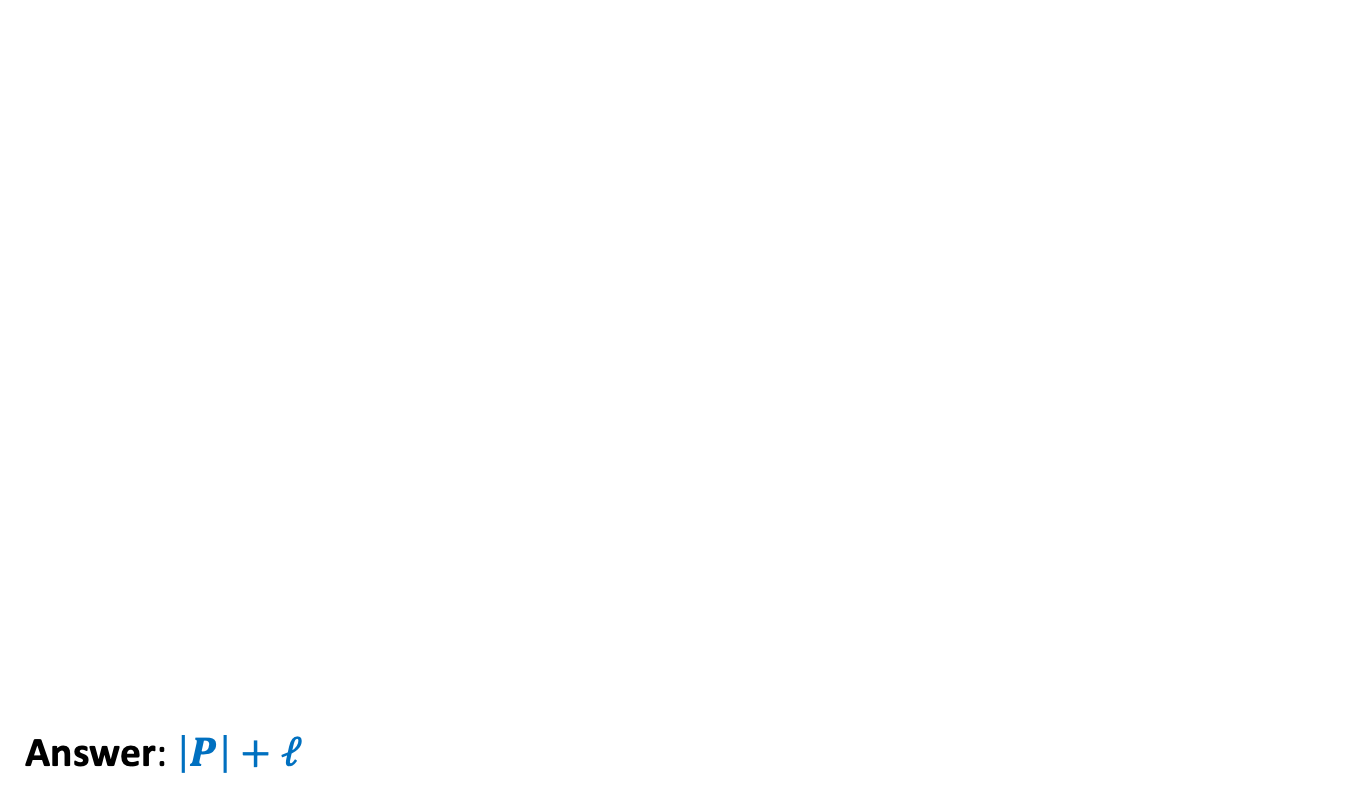 Answer: |P| + ℓ